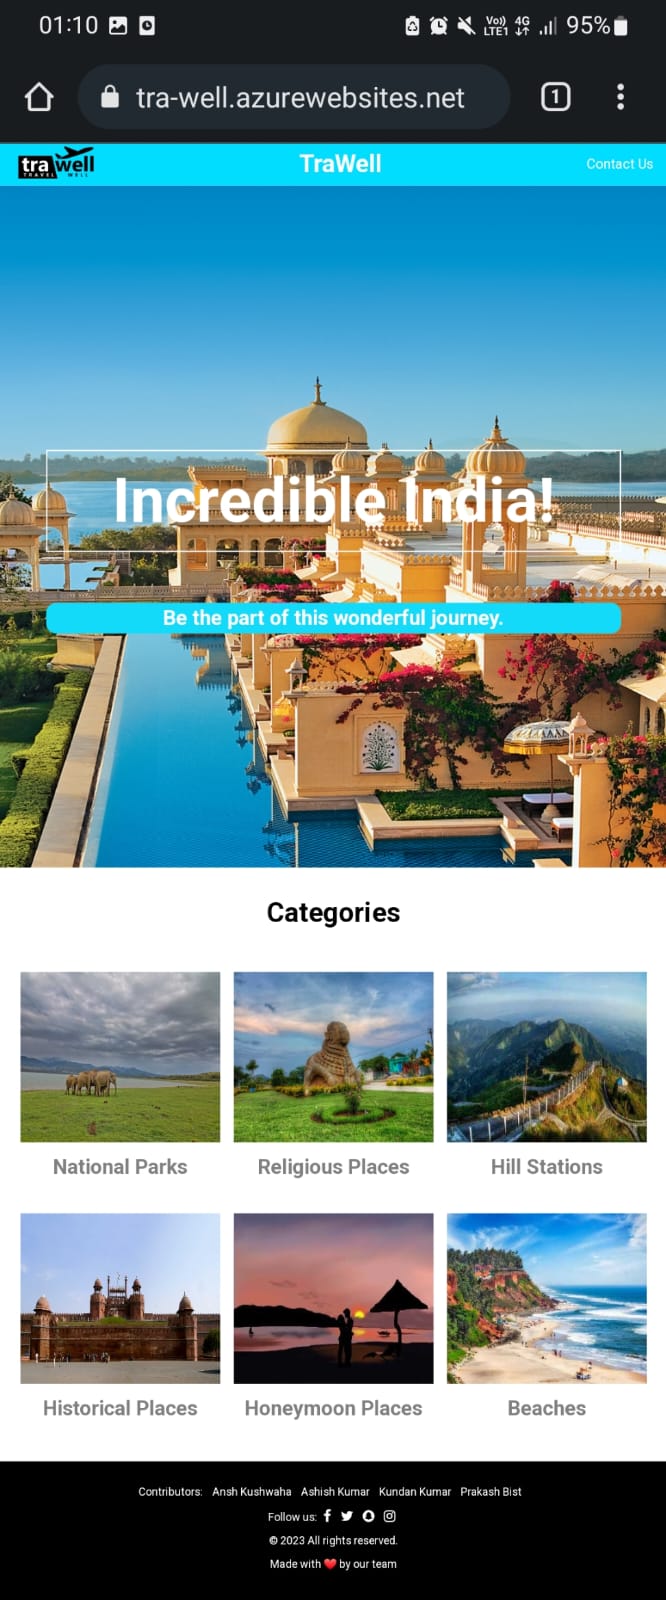 01:10 Vo)) LTE1 4G 95%
tra-well.azurewebsites.net 1
trawell
TRAVEL WELL
TraWell
Contact Us
Incredible India!
Be the part of this wonderful journey.
Categories
National Parks Religious Places Hill Stations
Historical Places Honeymoon Places Beaches
Contributors: Ansh Kushwaha Ashish Kumar Kundan Kumar Prakash Bist
Follow us:
© 2023 All rights reserved.
Made with ❤️ by our team